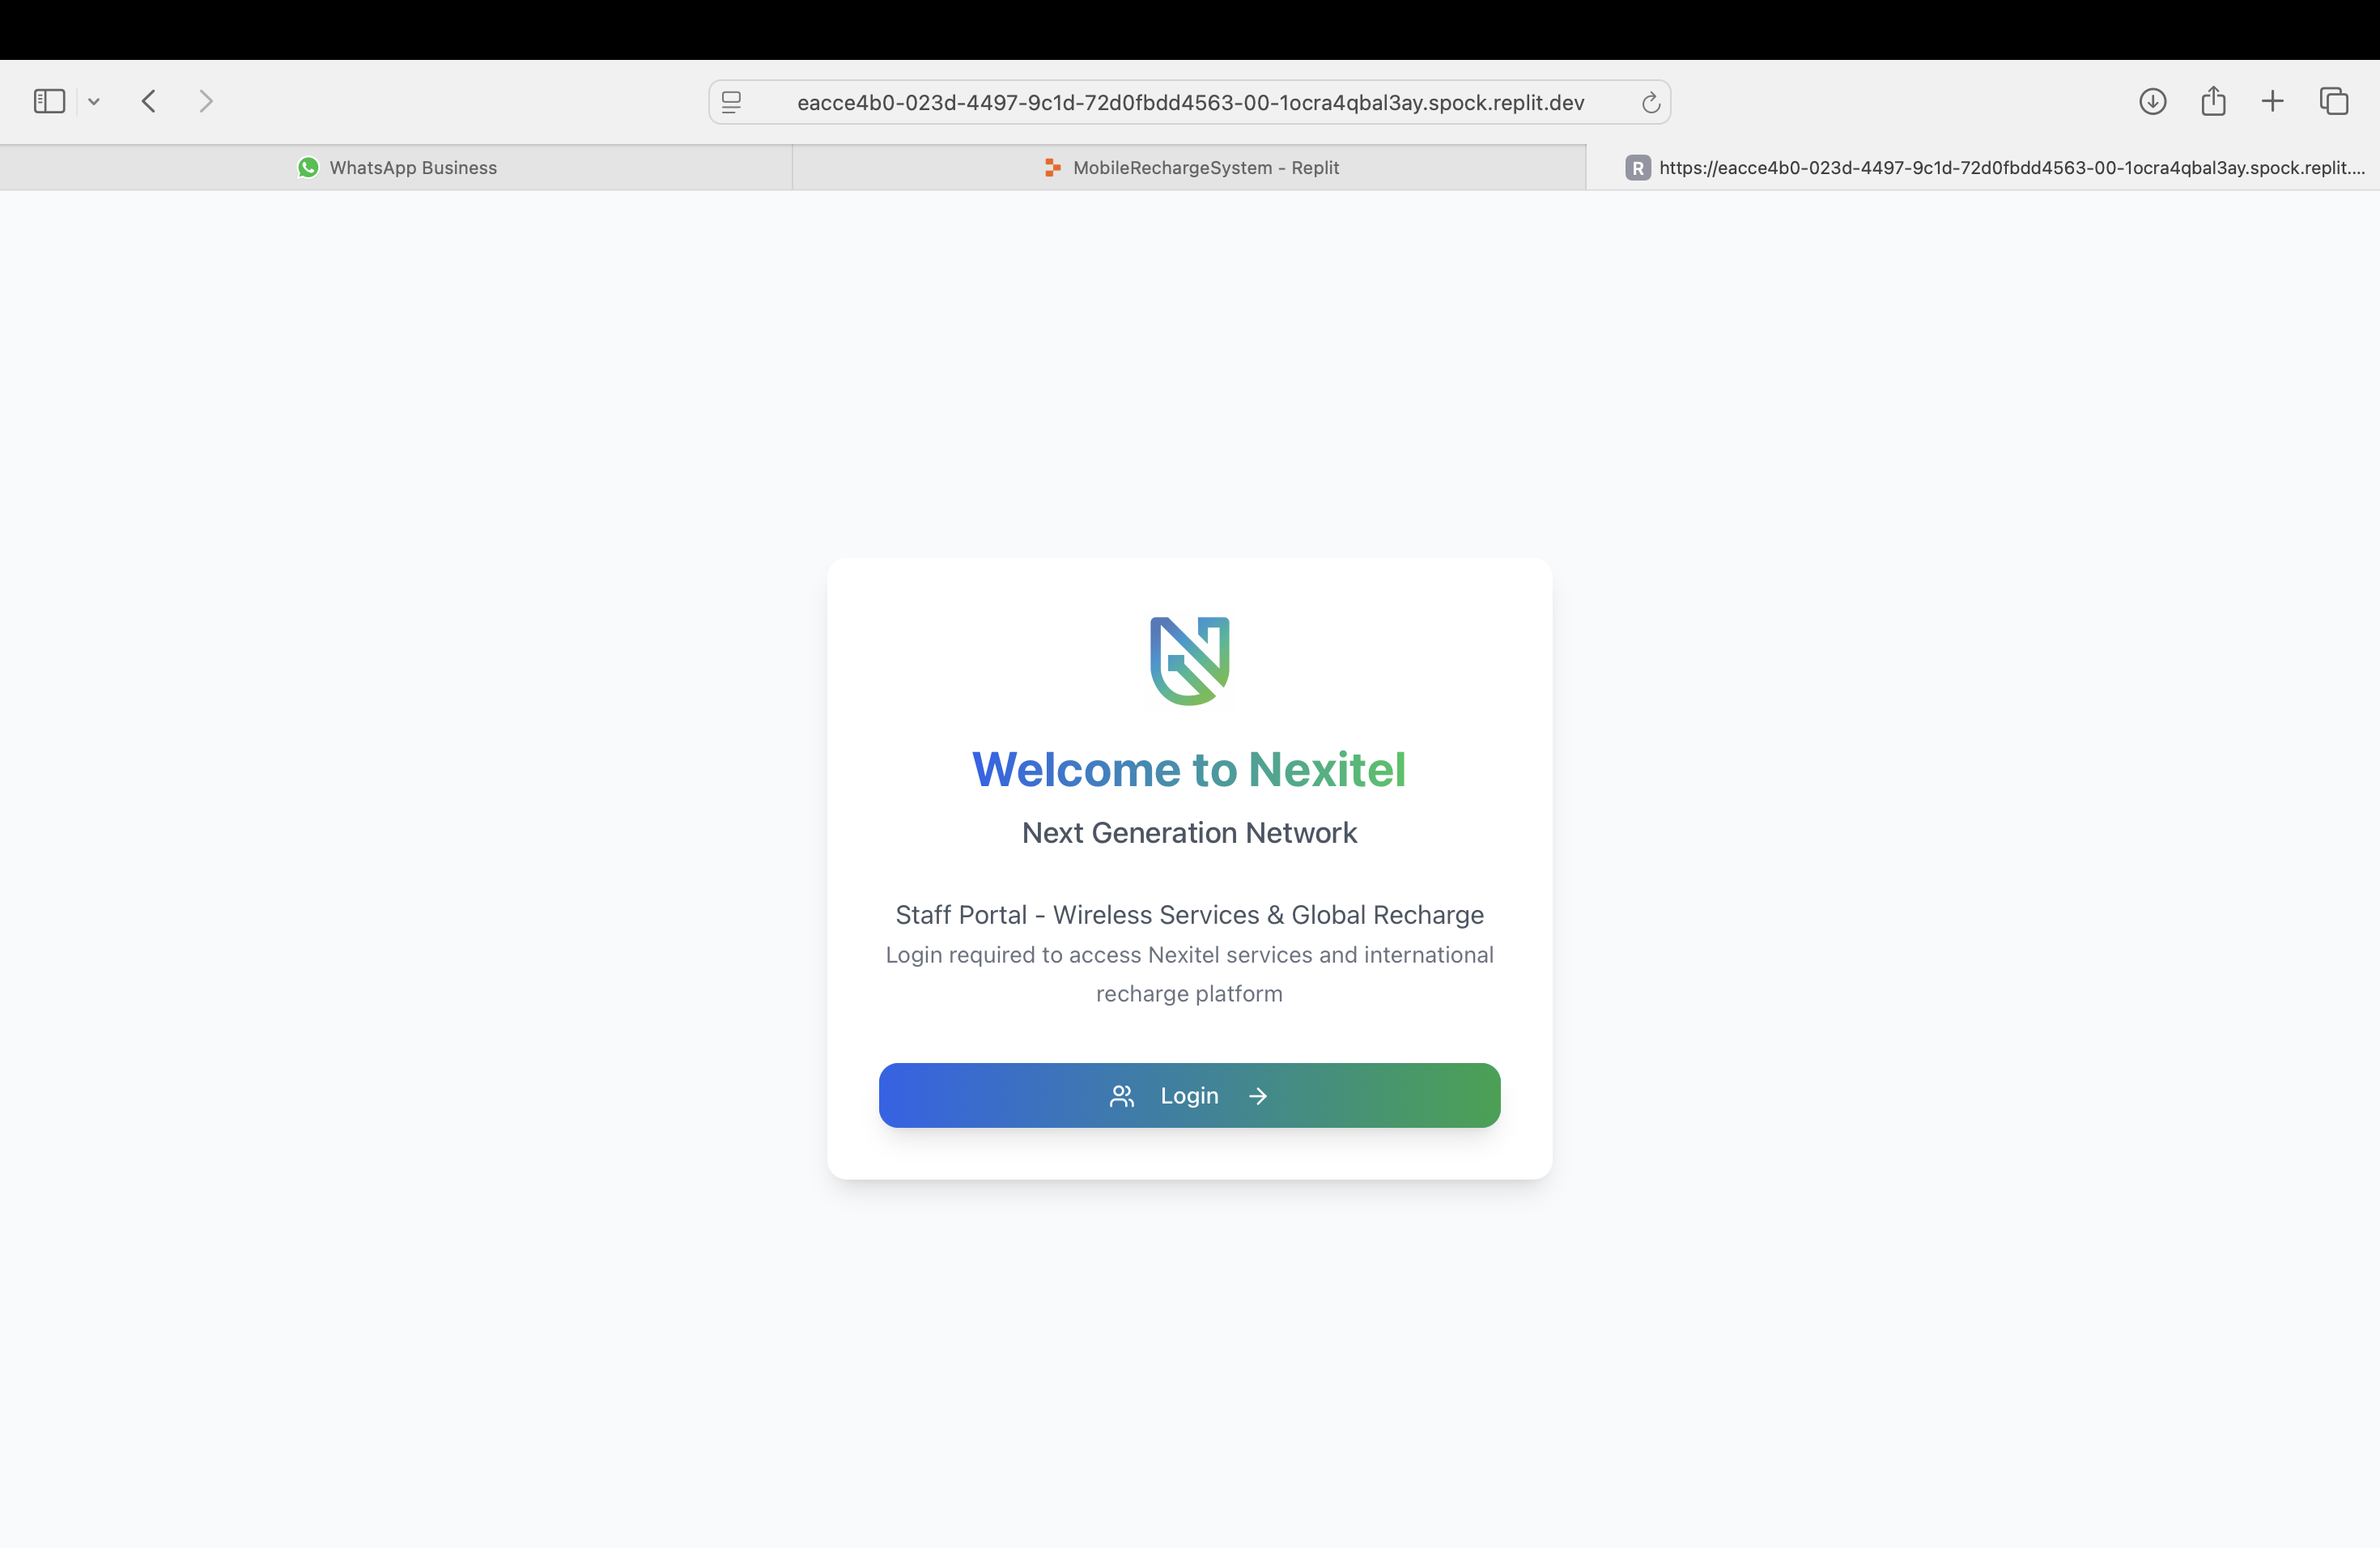 eacce4b0-023d-4497-9c1d-72d0fbdd4563-00-1ocra4qbal3ay.spock.replit.dev
WhatsApp Business
MobileRechargeSystem - Replit
R https://eacce4b0-023d-4497-9c1d-72d0fbdd4563-00-1ocra4qbal3ay.spock.replit....
Welcome to Nexitel
Next Generation Network
Staff Portal - Wireless Services & Global Recharge
Login required to access Nexitel services and international
recharge platform
Login